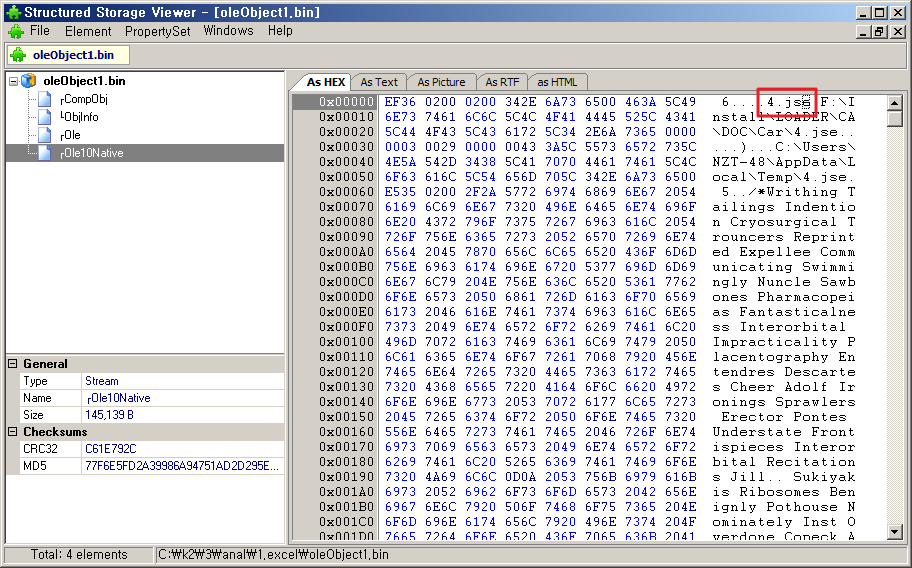 Structured Storage Viewer - [oleObject1.bin]
File Element PropertySet Windows Help
oleObject1.bin
oleObject1.bin
┌CompObj
└ObjInfo
┌Ole
┌Ole10Native
General
Type Stream
Name ┌Ole10Native
Size 145,139 B
Checksums
CRC32 C61E792C
MD5 77F6E5FD2A39986A94751AD2D295E...
As HEX As Text As Picture As RTF as HTML
0x00000 EF36 0200 0200 342E 6A73 6500 463A 5C49 6... 4.jse F:\I
0x00010 6E73 7461 6C6C 5C4C 4F41 4445 525C 4341 nstall\LOADER\CA
0x00020 5C44 4F43 5C43 6172 5C34 2E6A 7365 0000 \DOC\Car\4.jse..
0x00030 0003 0029 0000 0043 3A5C 5573 6572 735C ...)...C:\Users\
0x00040 4E5A 542D 3438 5C41 7070 4461 7461 5C4C NZT-48\AppData\L
0x00050 6F63 616C 5C54 656D 705C 342E 6A73 6500 ocal\Temp\4.jse.
0x00060 E535 0200 2F2A 5772 6974 6869 6E67 2054 5../*Writhing T
0x00070 6169 6C69 6E67 7320 496E 6465 6E74 696F ailings Indentio
0x00080 6E20 4372 796F 7375 7267 6963 616C 2054 n Cryosurgical T
0x00090 726F 756E 6365 7273 2052 6570 7269 6E74 rouncers Reprint
0x000A0 6564 2045 7870 656C 6C65 6520 436F 6D6D ed Expellee Comm
0x000B0 756E 6963 6174 696E 6720 5377 696D 6D69 unicating Swimmi
0x000C0 6E67 6C79 204E 756E 636C 6520 5361 7762 ngly Nuncle Sawb
0x000D0 6F6E 6573 2050 6861 726D 6163 6F70 6569 ones Pharmacopei
0x000E0 6173 2046 616E 7461 7374 6963 616C 6E65 as Fantasticalne
0x000F0 7373 2049 6E74 6572 6F72 6269 7461 6C20 ss Interorbital
0x00100 496D 7072 6163 7469 6361 6C69 7479 2050 Impracticality P
0x00110 6C61 6365 6E74 6F67 7261 7068 7920 456E lacentography En
0x00120 7465 6E64 7265 7320 4465 7363 6172 7465 tendres Descarte
0x00140 7320 4368 6565 7220 4164 6F6C 6620 4972 s Cheer Adolf Ir
0x00140 6F6E 696E 6773 2053 7072 6177 6C65 7273 onings Sprawlers
0x00150 2045 7265 6374 6F72 2050 6F6E 7465 7320 Erector Pontes
0x00160 556E 6465 7273 7461 7465 2046 726F 6E74 Understate Front
0x00170 6973 7069 6563 6573 2049 6E74 6572 6F72 ispieces Interor
0x00180 6269 7461 6C20 5265 6369 7461 7469 6F6E bital Recitation
0x00190 7320 4A69 6C6C 0D0A 2053 756B 6979 616B s Jill.. Sukiyak
0x001A0 6973 2052 6962 6F73 6F6D 6573 2042 656E is Ribosomes Ben
0x001B0 6967 6E6C 7920 506F 7468 6F75 7365 204E ignly Pothouse N
0x001C0 6F6D 696E 6174 656C 7920 496E 7374 204F ominately Inst O
0x001D0 7665 7264 6F6E 6520 436F 7065 636B 2041 verdone Copeck A
Total: 4 elements C:₩k2₩3₩anal₩1.excel₩oleObject1.bin